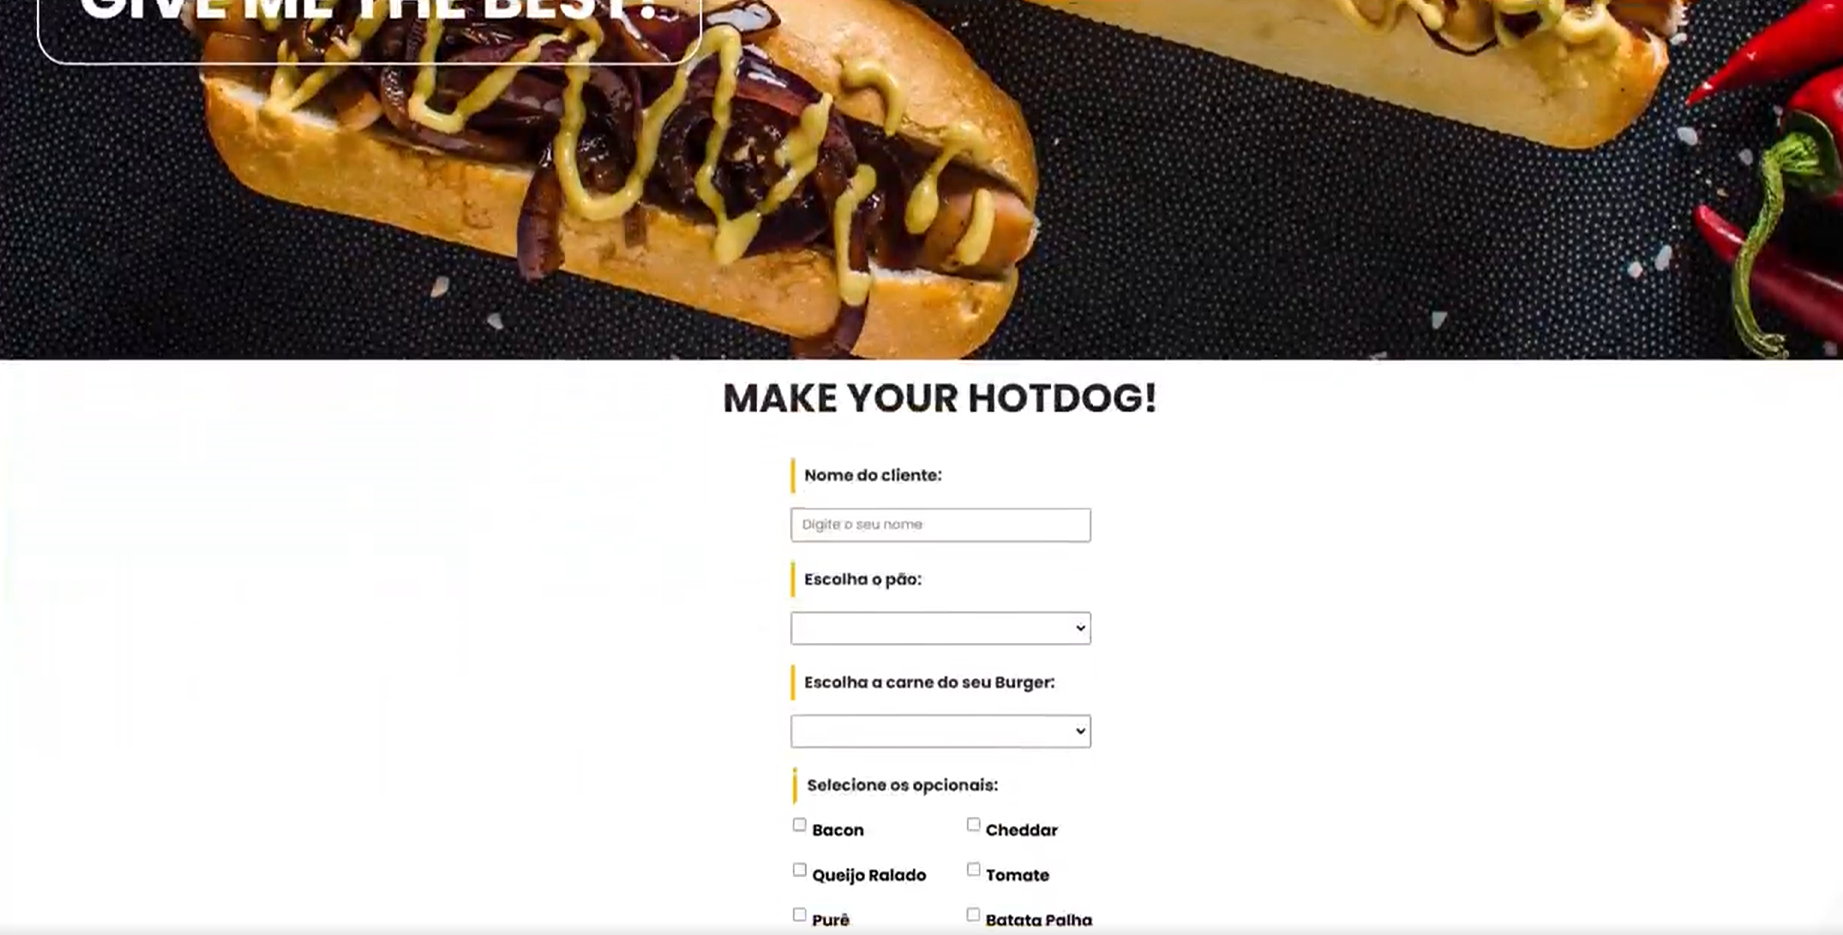 GIVE ME THE BEST!
MAKE YOUR HOTDOG!
Nome do cliente:
Digite o seu nome
Escolha o pão:
Escolha a carne do seu Burger:
Selecione os opcionais:
Bacon
Cheddar
Queijo Ralado
Tomate
Purê
Batata Palha